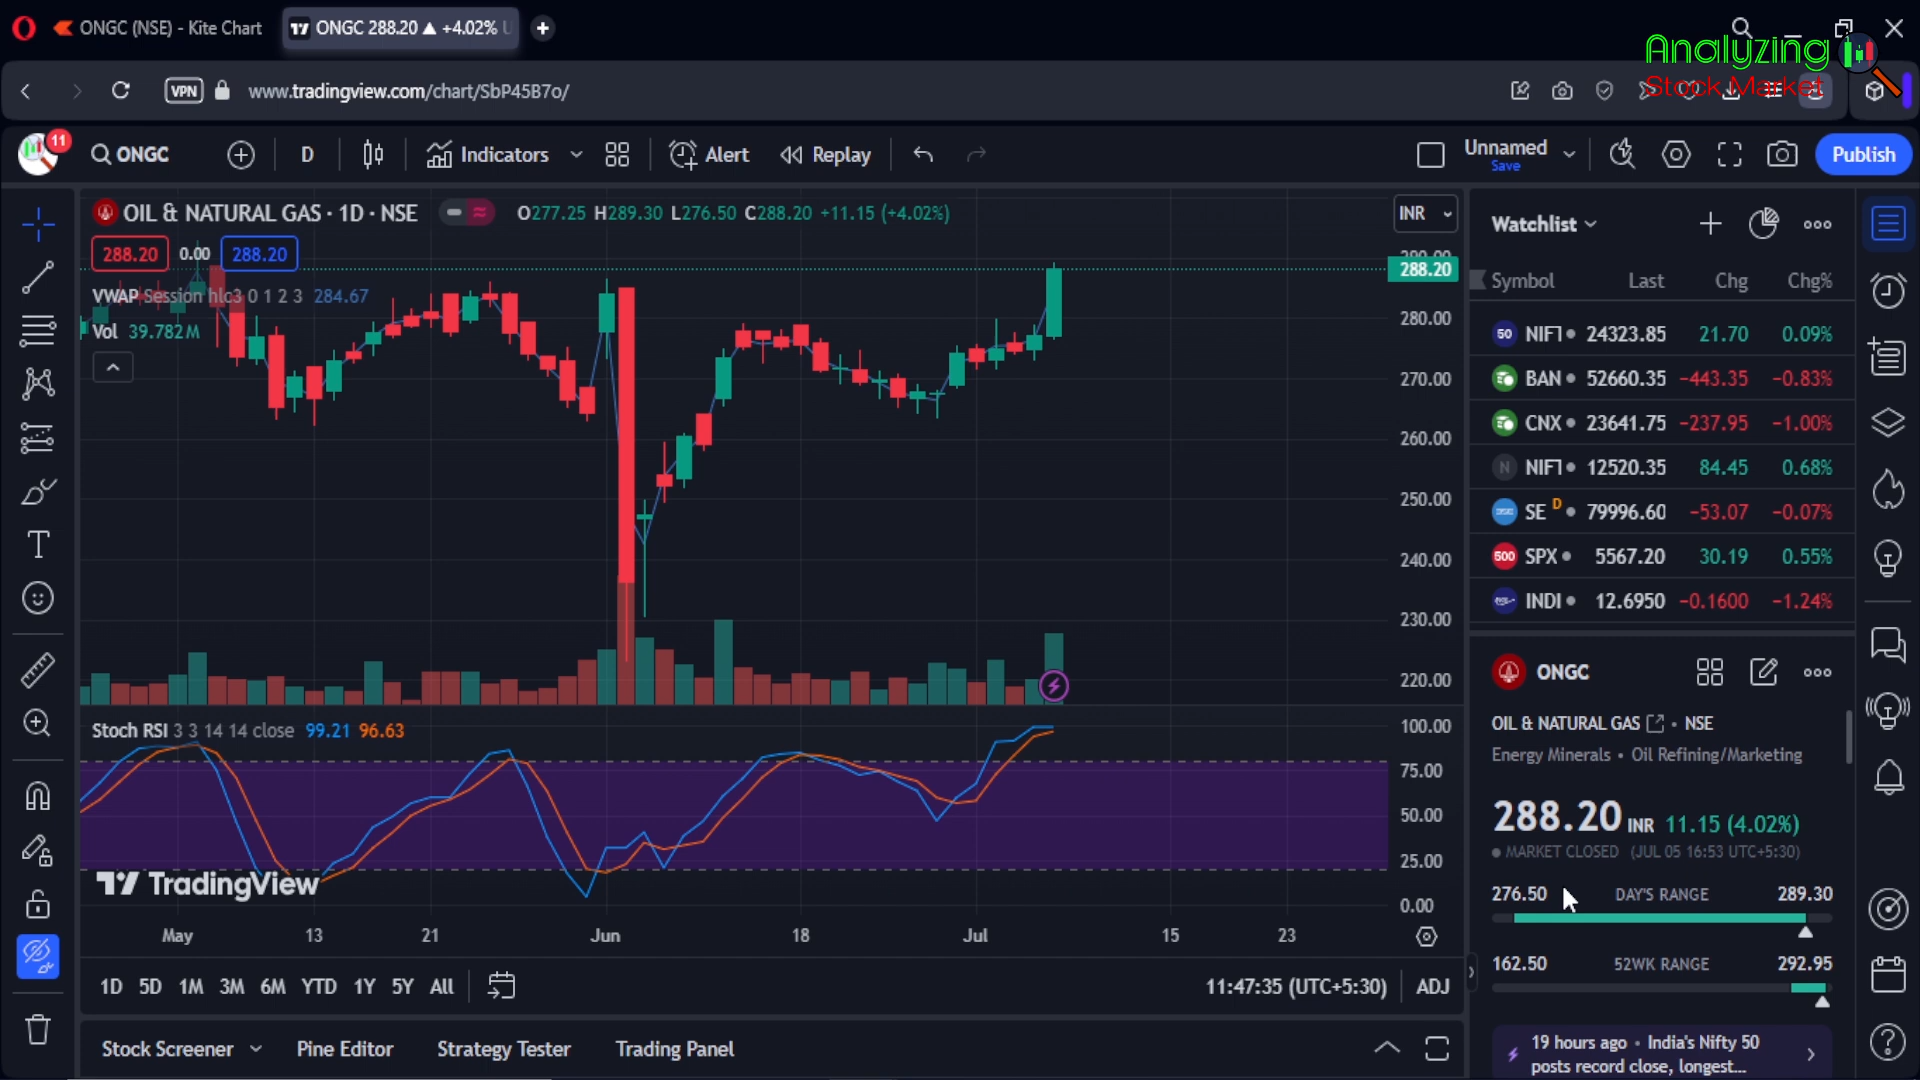 ONGC (NSE) - Kite Chart
ONGC 288.20 ▲ +4.02%
Analyzing
Stock Market
VPN
www.tradingview.com/chart/SbP45B7o/
11
ONGC
D
Indicators
Alert
Replay
Unnamed
Save
Publish
OIL & NATURAL GAS · 1D · NSE
O277.25 H289.30 L276.50 C288.20 +11.15 (+4.02%)
INR
288.20 0.00 288.20
VWAP Session hlc3 0 1 2 3 284.67
Vol 39.782M
290.00
288.20
280.00
270.00
260.00
250.00
240.00
230.00
220.00
Stoch RSI 3 3 14 14 close 99.21 96.63
100.00
75.00
50.00
25.00
0.00
TradingView
May 13 21 Jun 18 Jul 15 23
1D 5D 1M 3M 6M YTD 1Y 5Y All
11:47:35 (UTC+5:30) ADJ
Stock Screener Pine Editor Strategy Tester Trading Panel
Watchlist
Symbol Last Chg Chg%
50 NIFT 24323.85 21.70 0.09%
BAN 52660.35 −443.35 −0.83%
CNX 23641.75 −237.95 −1.00%
N NIFT 12520.35 84.45 0.68%
SE D 79996.60 −53.07 −0.07%
500 SPX 5567.20 30.19 0.55%
INDI 12.6950 −0.1600 −1.24%
ONGC
OIL & NATURAL GAS • NSE
Energy Minerals • Oil Refining/Marketing
288.20 INR 11.15 (4.02%)
MARKET CLOSED (JUL 05 16:53 UTC+5:30)
276.50 DAY'S RANGE 289.30
162.50 52WK RANGE 292.95
19 hours ago • India's Nifty 50
posts record close, longest...